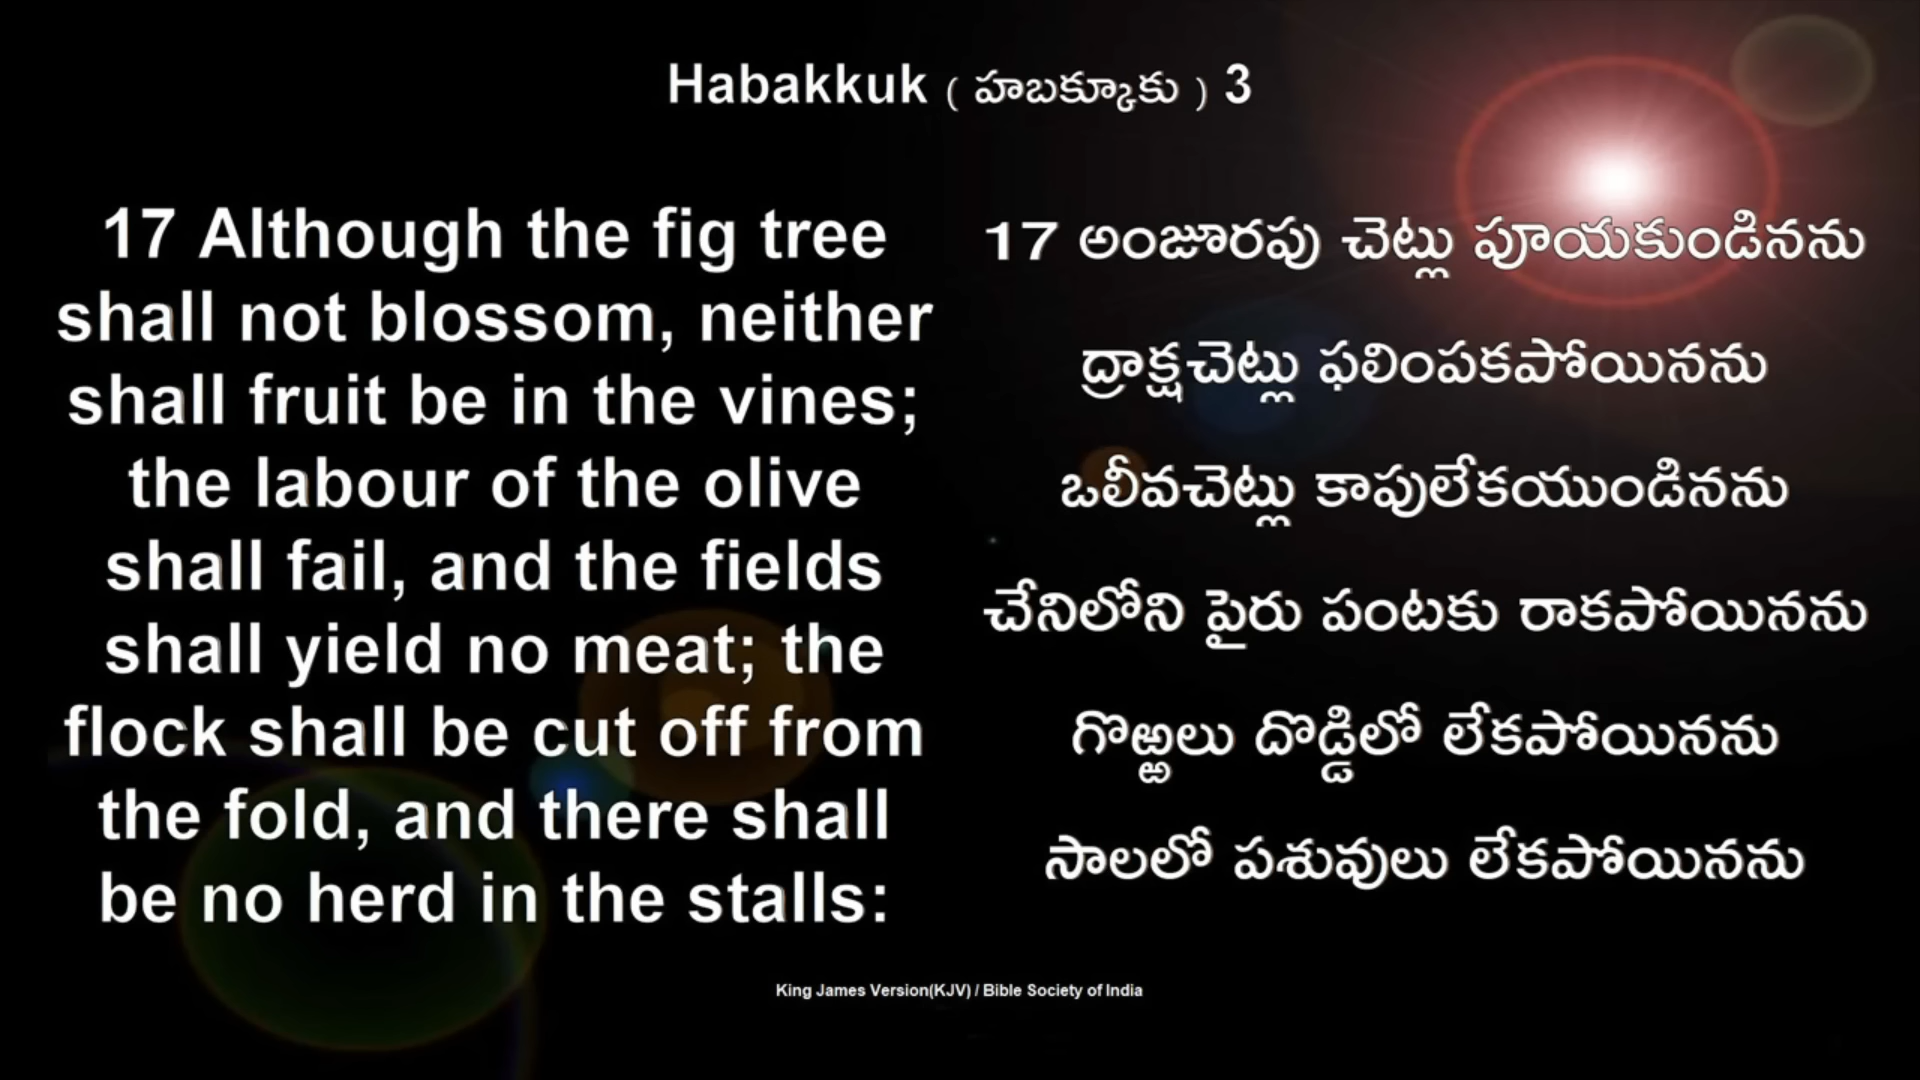 Habakkuk ( హబక్కూకు ) 3
17 Although the fig tree
shall not blossom, neither
shall fruit be in the vines;
the labour of the olive
shall fail, and the fields
shall yield no meat; the
flock shall be cut off from
the fold, and there shall
be no herd in the stalls:
17 అంజూరపు చెట్లు పూయకుండినను
ద్రాక్షచెట్లు ఫలింపకపోయినను
ఒలీవచెట్లు కాపులేకయుండినను
చేనిలోని పైరు పంటకు రాకపోయినను
గొఱ్ఱలు దొడ్డిలో లేకపోయినను
సాలలో పశువులు లేకపోయినను
King James Version(KJV) / Bible Society of India